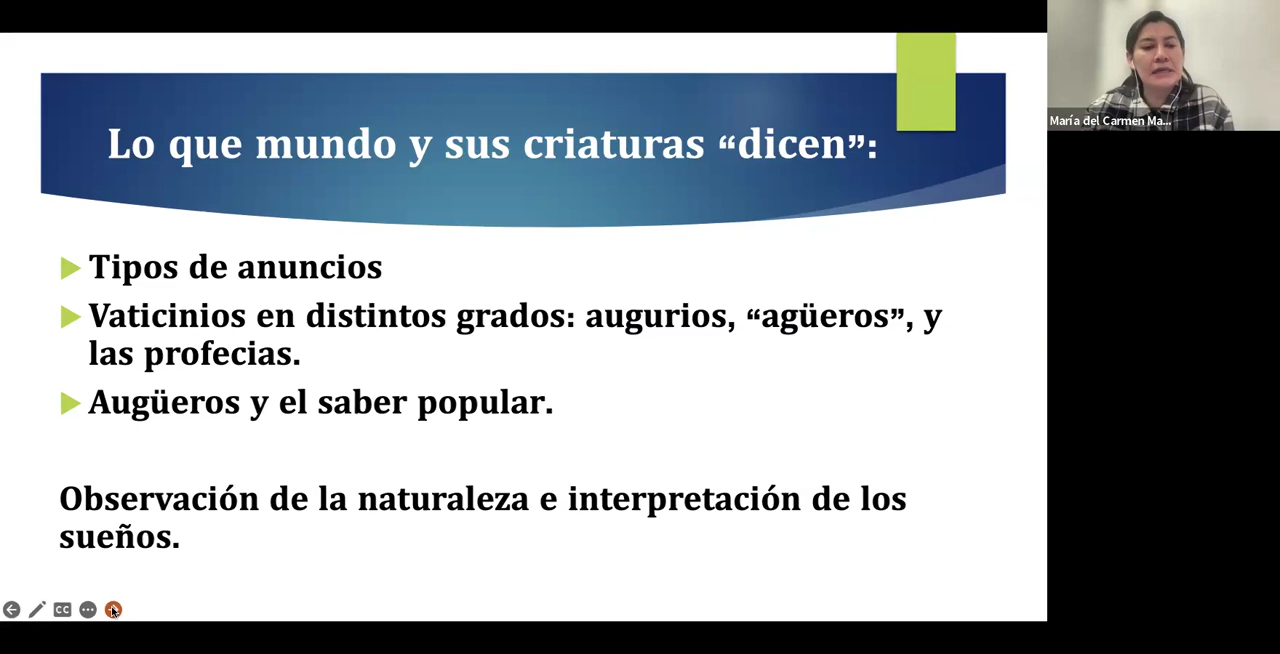 Lo que mundo y sus criaturas “dicen”:
Tipos de anuncios
Vaticinios en distintos grados: augurios, “agüeros”, y
las profecias.
Augüeros y el saber popular.
Observación de la naturaleza e interpretación de los
sueños.
María del Carmen Ma...
CC